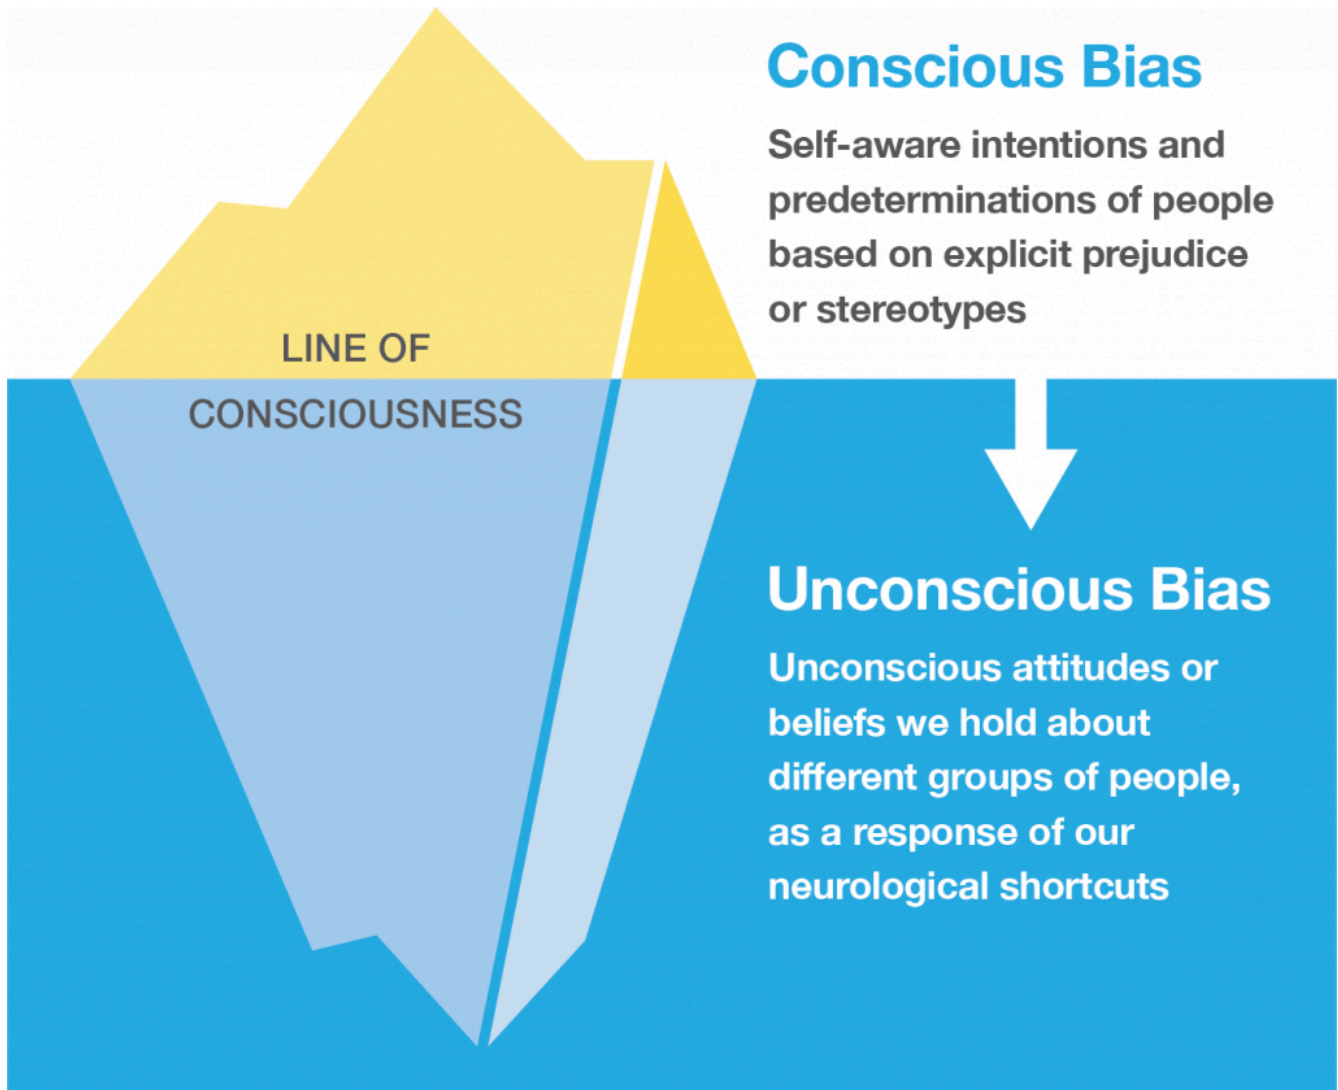 Conscious Bias
Self-aware intentions and
predeterminations of people
based on explicit prejudice
or stereotypes
LINE OF
CONSCIOUSNESS
Unconscious Bias
Unconscious attitudes or
beliefs we hold about
different groups of people,
as a response of our
neurological shortcuts